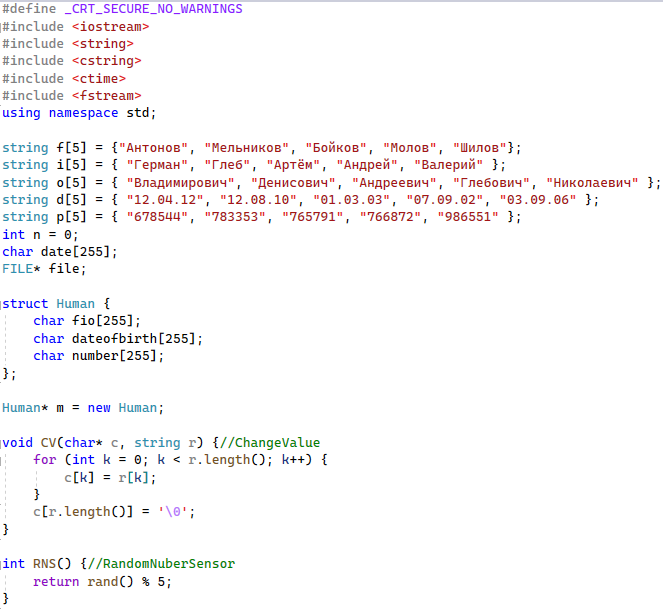 #define _CRT_SECURE_NO_WARNINGS
#include <iostream>
#include <string>
#include <cstring>
#include <ctime>
#include <fstream>
using namespace std;
string f[5] = {"Антонов", "Мельников", "Бойков", "Молов", "Шилов"};
string i[5] = { "Герман", "Глеб", "Артём", "Андрей", "Валерий" };
string o[5] = { "Владимирович", "Денисович", "Андреевич", "Глебович", "Николаевич" };
string d[5] = { "12.04.12", "12.08.10", "01.03.03", "07.09.02", "03.09.06" };
string p[5] = { "678544", "783353", "765791", "766872", "986551" };
int n = 0;
char date[255];
FILE* file;
struct Human {
    char fio[255];
    char dateofbirth[255];
    char number[255];
};
Human* m = new Human;
void CV(char* c, string r) {//ChangeValue
    for (int k = 0; k < r.length(); k++) {
        c[k] = r[k];
    }
    c[r.length()] = '\0';
}
int RNS() {//RandomNuberSensor
    return rand() % 5;
}